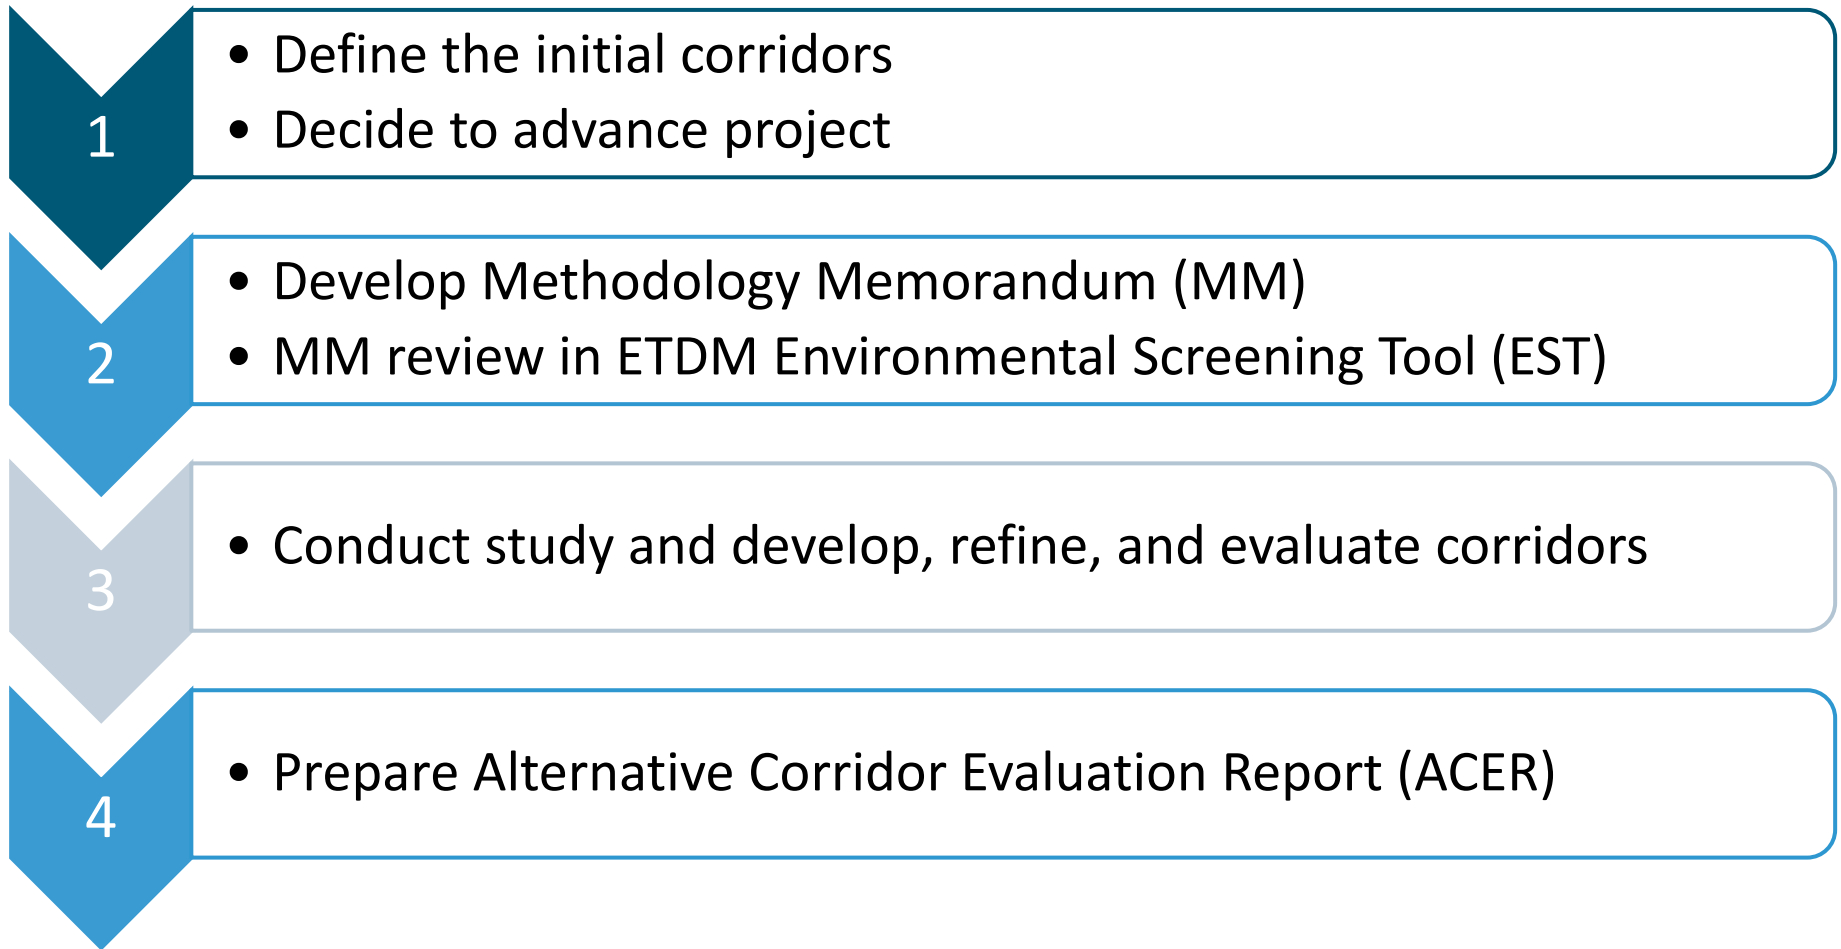 1
• Define the initial corridors
• Decide to advance project
2
• Develop Methodology Memorandum (MM)
• MM review in ETDM Environmental Screening Tool (EST)
3
• Conduct study and develop, refine, and evaluate corridors
4
• Prepare Alternative Corridor Evaluation Report (ACER)